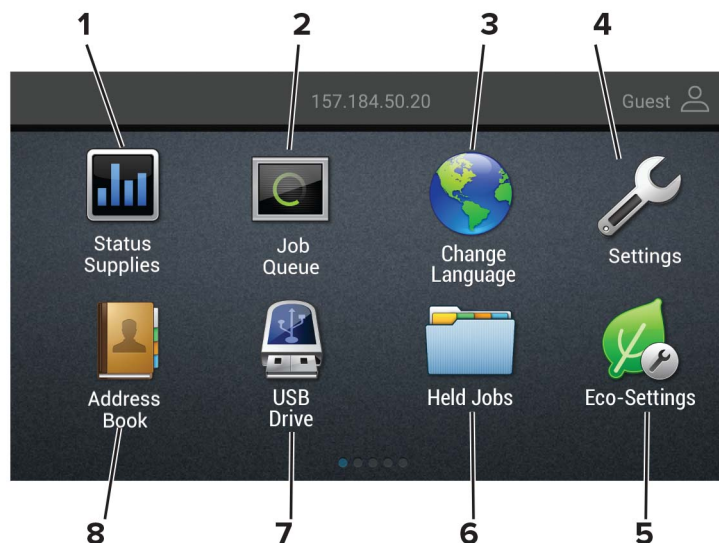 1 2 3 4
157.184.50.20 Guest
Status
Supplies
Job
Queue
Change
Language
Settings
Address
Book
USB
Drive
Held Jobs
Eco-Settings
8 7 6 5